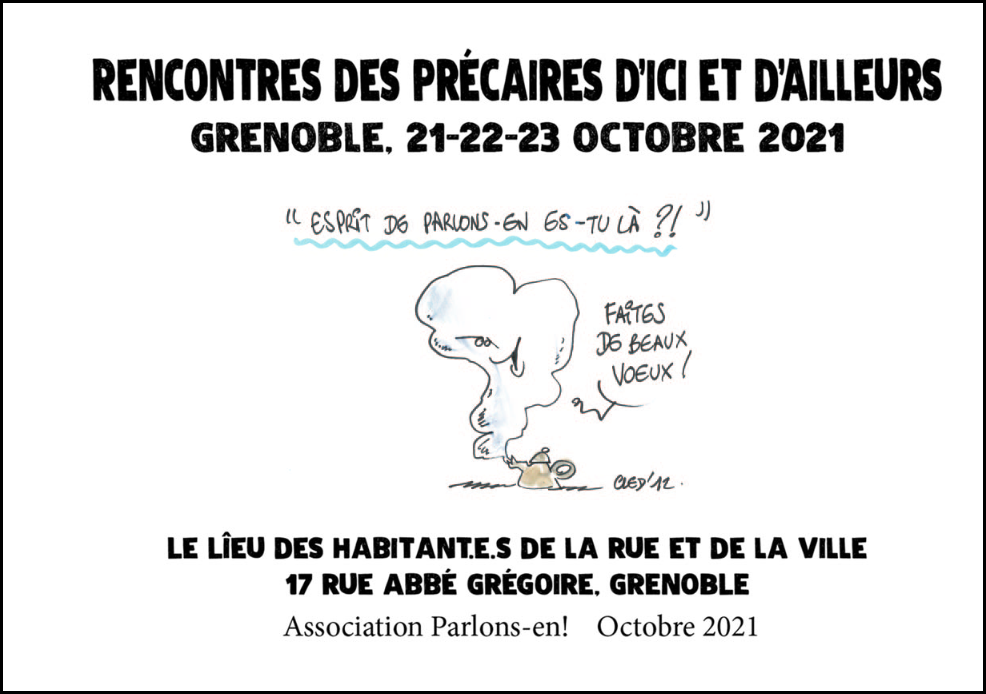 RENCONTRES DES PRÉCAIRES D'ICI ET D'AILLEURS
GRENOBLE, 21-22-23 OCTOBRE 2021
"ESPRIT DE PARLONS-EN ES-TU LÀ ?!"
FAITES
DE BEAUX
VOEUX !
CLED'12.
LE LÎEU DES HABITANT.E.S DE LA RUE ET DE LA VILLE
17 RUE ABBÉ GRÉGOIRE, GRENOBLE
Association Parlons-en! Octobre 2021